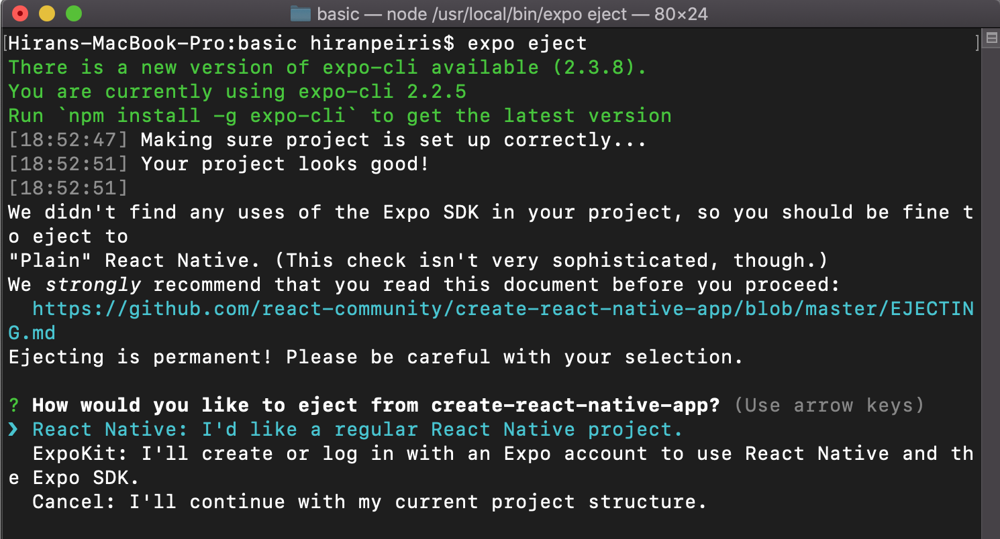 basic — node /usr/local/bin/expo eject — 80×24
[Hirans-MacBook-Pro:basic hiranpeiris$ expo eject ]
There is a new version of expo-cli available (2.3.8).
You are currently using expo-cli 2.2.5
Run `npm install -g expo-cli` to get the latest version
[18:52:47] Making sure project is set up correctly...
[18:52:51] Your project looks good!
[18:52:51]
We didn't find any uses of the Expo SDK in your project, so you should be fine t
o eject to
"Plain" React Native. (This check isn't very sophisticated, though.)
We strongly recommend that you read this document before you proceed:
  https://github.com/react-community/create-react-native-app/blob/master/EJECTIN
G.md
Ejecting is permanent! Please be careful with your selection.

? How would you like to eject from create-react-native-app? (Use arrow keys)
❯ React Native: I'd like a regular React Native project.
  ExpoKit: I'll create or log in with an Expo account to use React Native and th
e Expo SDK.
  Cancel: I'll continue with my current project structure.